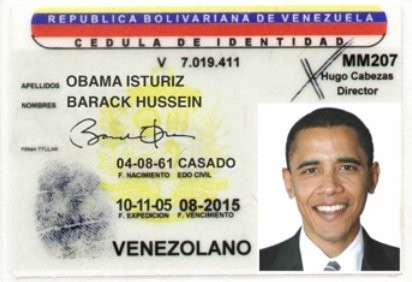 REPUBLICA BOLIVARIANA DE VENEZUELA
CEDULA DE IDENTIDAD
V 7.019.411
MM207
Hugo Cabezas
Director
APELLIDOS OBAMA ISTURIZ
NOMBRES BARACK HUSSEIN
FIRMA TITULAR
04-08-61 CASADO
F. NACIMIENTO EDO CIVIL
10-11-05 08-2015
F. EXPEDICION F. VENCIMIENTO
VENEZOLANO